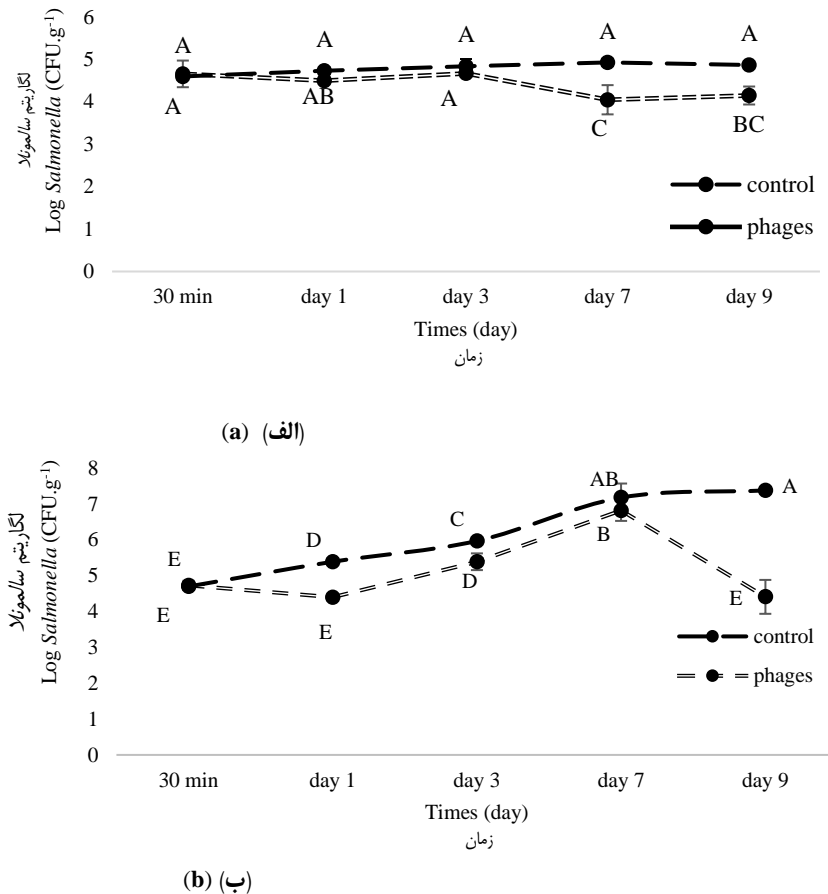 6
5
4
3
2
1
0
لگاریتم سالمونلا
Log Salmonella (CFU.g-1)
A A A A A
A AB A C BC
control
phages
30 min day 1 day 3 day 7 day 9
Times (day)
زمان
(a) (الف)
8
7
6
5
4
3
2
1
0
لگاریتم سالمونلا
Log Salmonella (CFU.g-1)
E D C AB A
E E D B E
control
phages
30 min day 1 day 3 day 7 day 9
Times (day)
زمان
(b) (ب)